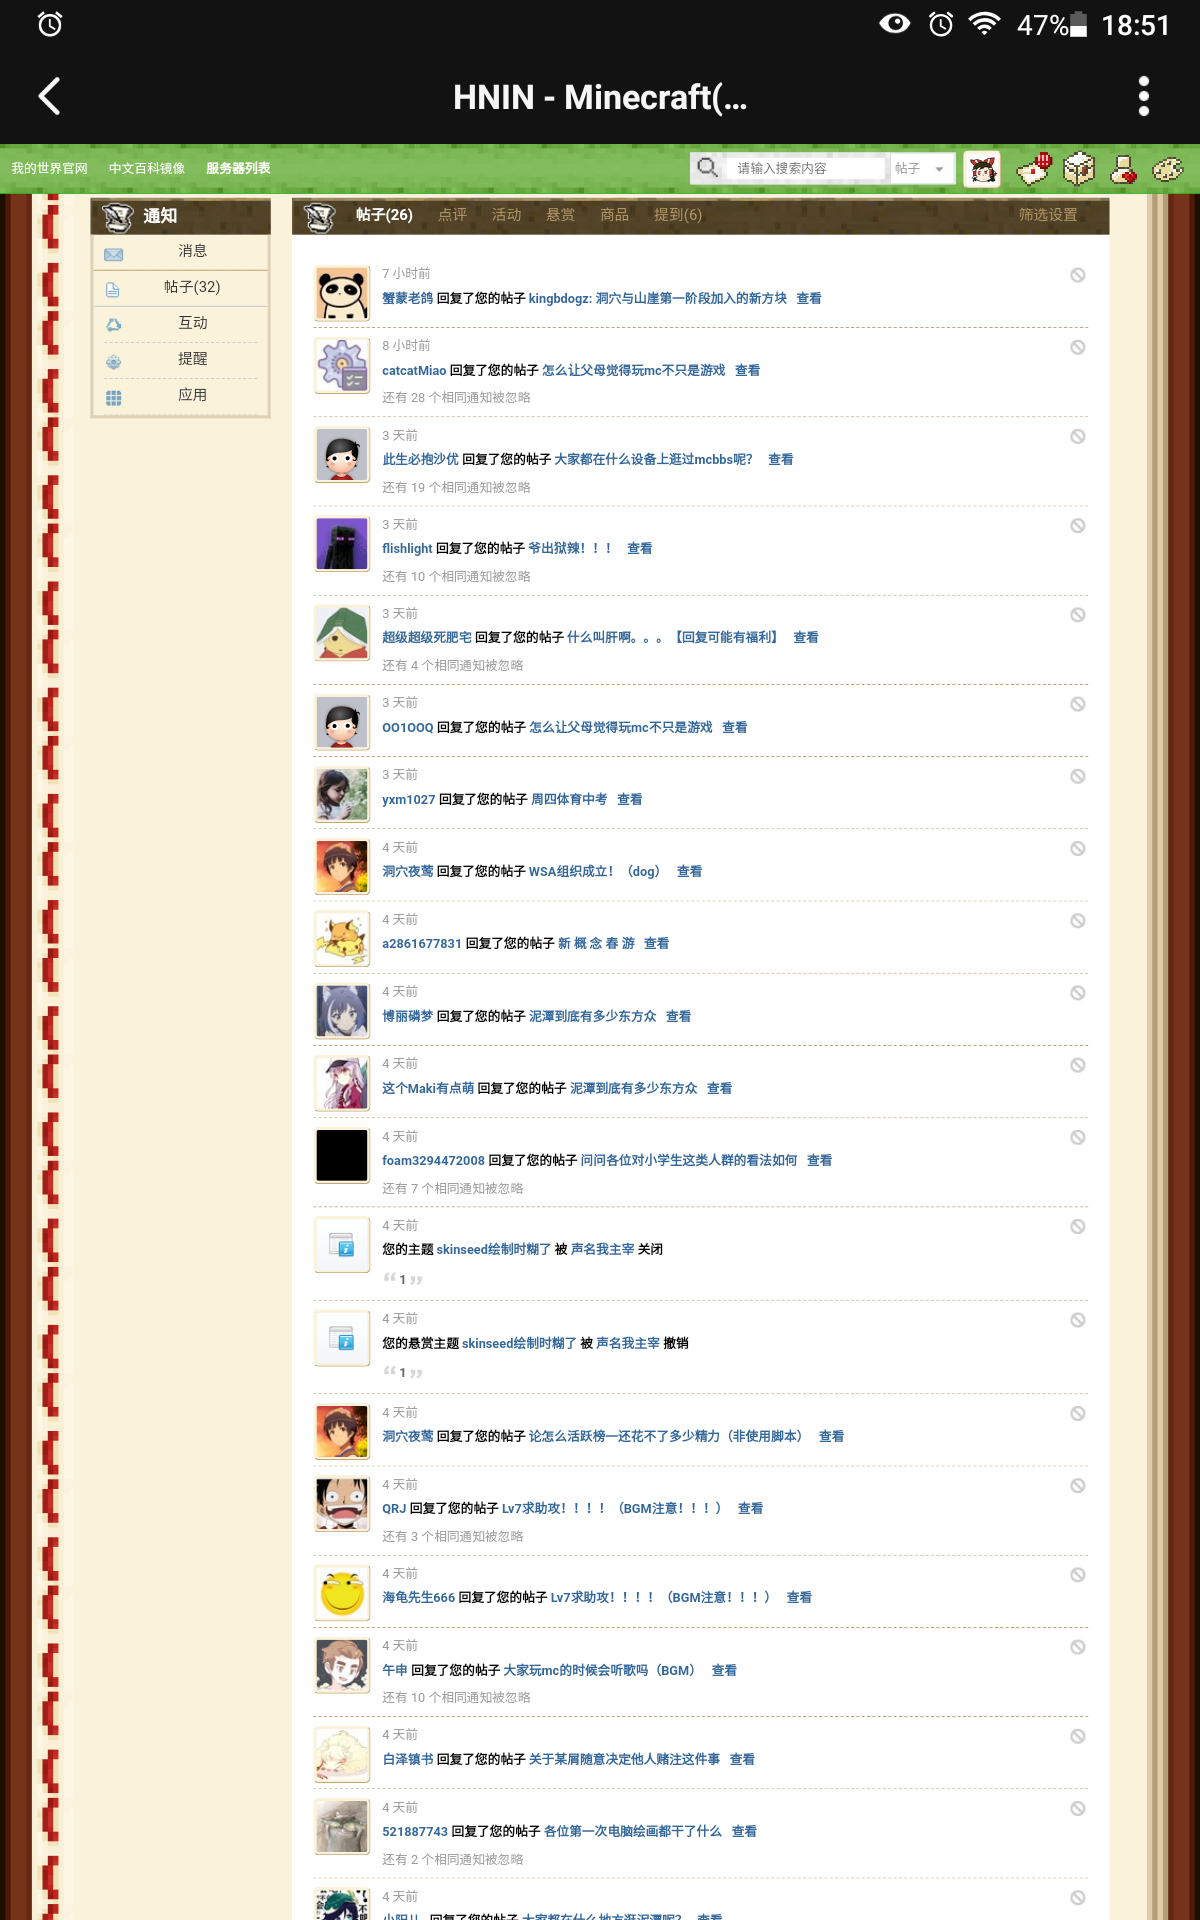 47% 18:51
HNIN - Minecraft(...
我的世界官网 中文百科镜像 服务器列表 请输入搜索内容 帖子
通知
消息
帖子(32)
互动
提醒
应用
帖子(26) 点评 活动 悬赏 商品 提到(6) 筛选设置
7 小时前
蟹蒙老鸽 回复了您的帖子 kingbdogz: 洞穴与山崖第一阶段加入的新方块 查看
8 小时前
catcatMiao 回复了您的帖子 怎么让父母觉得玩mc不只是游戏 查看
还有 28 个相同通知被忽略
3 天前
此生必抱沙优 回复了您的帖子 大家都在什么设备上逛过mcbbs呢？ 查看
还有 19 个相同通知被忽略
3 天前
flishlight 回复了您的帖子 爷出狱辣！！！ 查看
还有 10 个相同通知被忽略
3 天前
超级超级死肥宅 回复了您的帖子 什么叫肝啊。。。【回复可能有福利】 查看
还有 4 个相同通知被忽略
3 天前
OO1OOQ 回复了您的帖子 怎么让父母觉得玩mc不只是游戏 查看
3 天前
yxm1027 回复了您的帖子 周四体育中考 查看
4 天前
洞穴夜莺 回复了您的帖子 WSA组织成立！（dog） 查看
4 天前
a2861677831 回复了您的帖子 新 概 念 春 游 查看
4 天前
博丽磷梦 回复了您的帖子 泥潭到底有多少东方众 查看
4 天前
这个Maki有点萌 回复了您的帖子 泥潭到底有多少东方众 查看
4 天前
foam3294472008 回复了您的帖子 问问各位对小学生这类人群的看法如何 查看
还有 7 个相同通知被忽略
4 天前
您的主题 skinseed绘制时糊了 被 声名我主宰 关闭
“ 1 ”
4 天前
您的悬赏主题 skinseed绘制时糊了 被 声名我主宰 撤销
“ 1 ”
4 天前
洞穴夜莺 回复了您的帖子 论怎么活跃榜一还花不了多少精力（非使用脚本） 查看
4 天前
QRJ 回复了您的帖子 Lv7求助攻！！！！（BGM注意！！！） 查看
还有 3 个相同通知被忽略
4 天前
海龟先生666 回复了您的帖子 Lv7求助攻！！！！（BGM注意！！！） 查看
4 天前
午申 回复了您的帖子 大家玩mc的时候会听歌吗（BGM） 查看
还有 10 个相同通知被忽略
4 天前
白泽镇书 回复了您的帖子 关于某屑随意决定他人赌注这件事 查看
4 天前
521887743 回复了您的帖子 各位第一次电脑绘画都干了什么 查看
还有 2 个相同通知被忽略
4 天前
回复了您的帖子 大家都在什么地方逛泥潭呢？ 查看